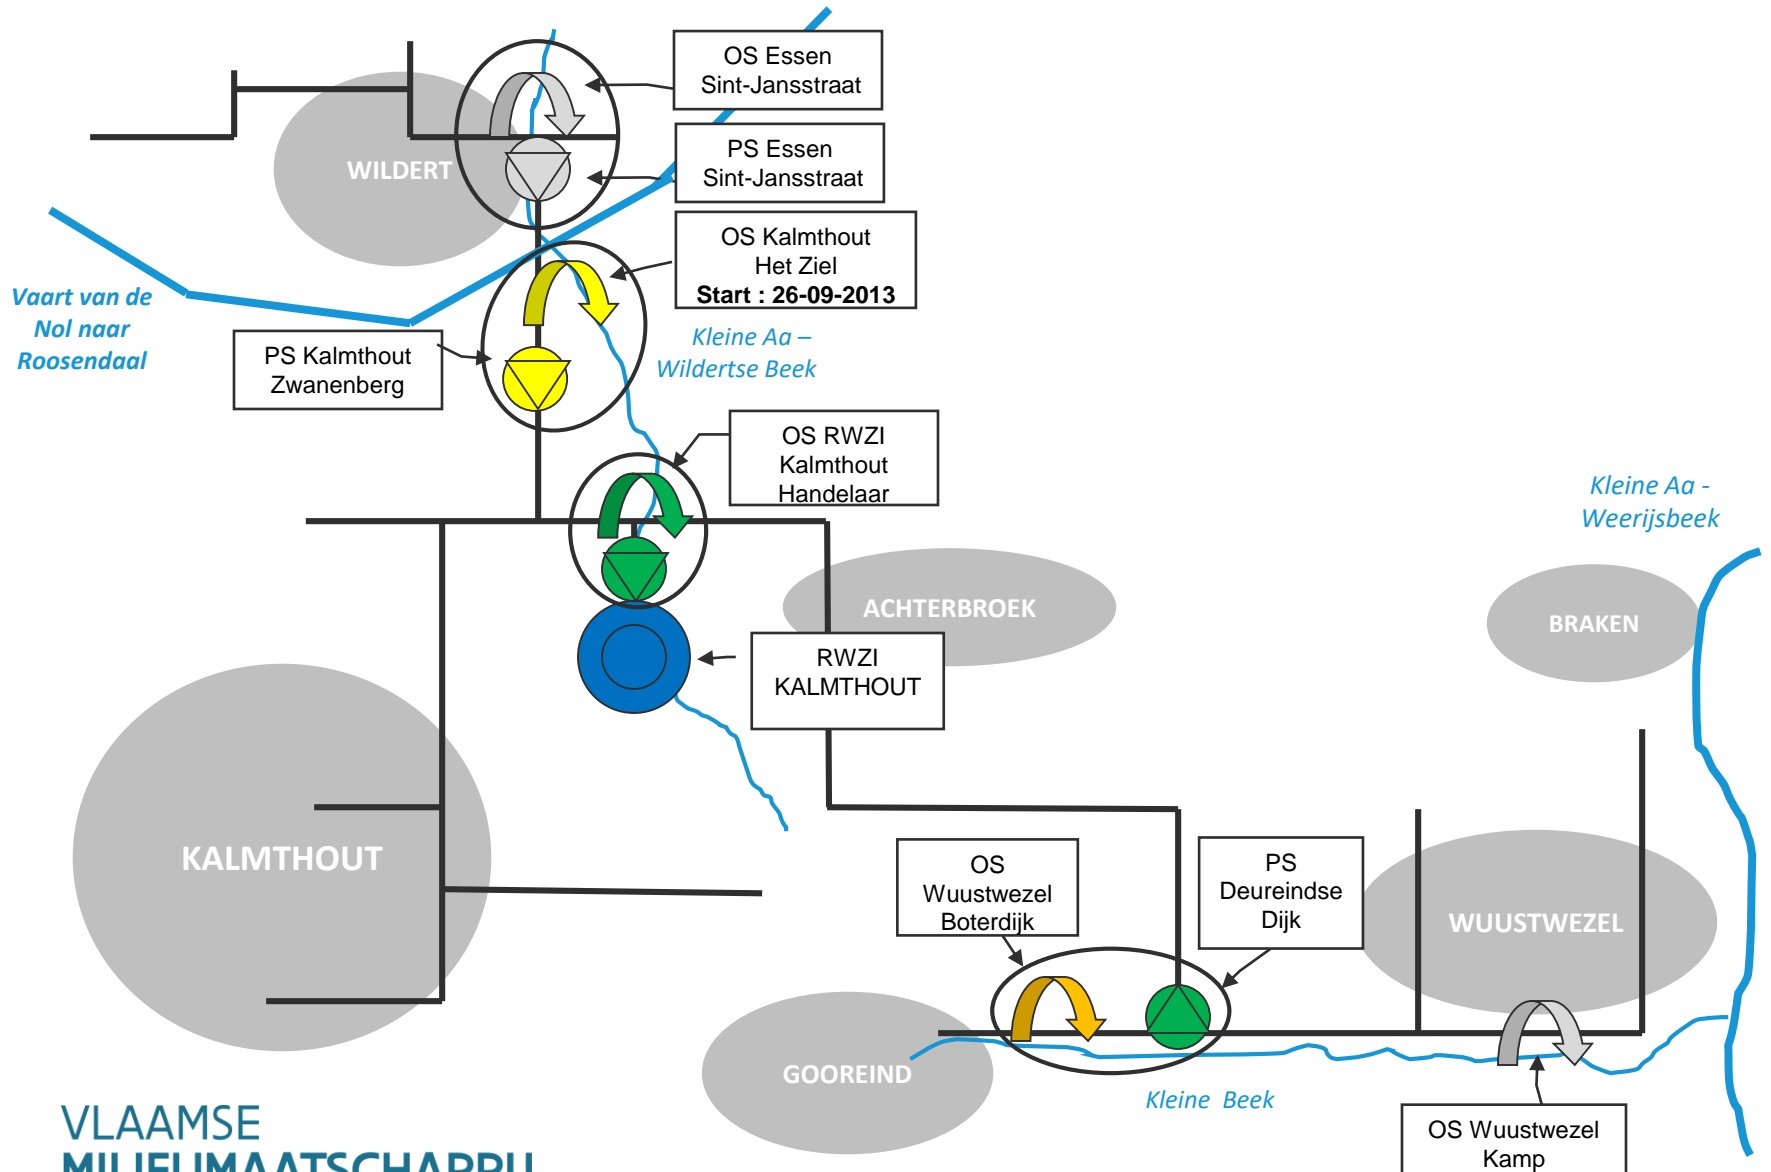 OS Essen
Sint-Jansstraat
PS Essen
Sint-Jansstraat
WILDERT
OS Kalmthout
Het Ziel
Start : 26-09-2013
Vaart van de
Nol naar
Roosendaal
PS Kalmthout
Zwanenberg
Kleine Aa –
Wildertse Beek
OS RWZI
Kalmthout
Handelaar
Kleine Aa -
Weerijsbeek
ACHTERBROEK
BRAKEN
RWZI
KALMTHOUT
KALMTHOUT
OS
Wuustwezel
Boterdijk
PS
Deureindse
Dijk
WUUSTWEZEL
GOOREIND
Kleine Beek
OS Wuustwezel
Kamp
VLAAMSE
MILIEUMAATSCHAPPIJ